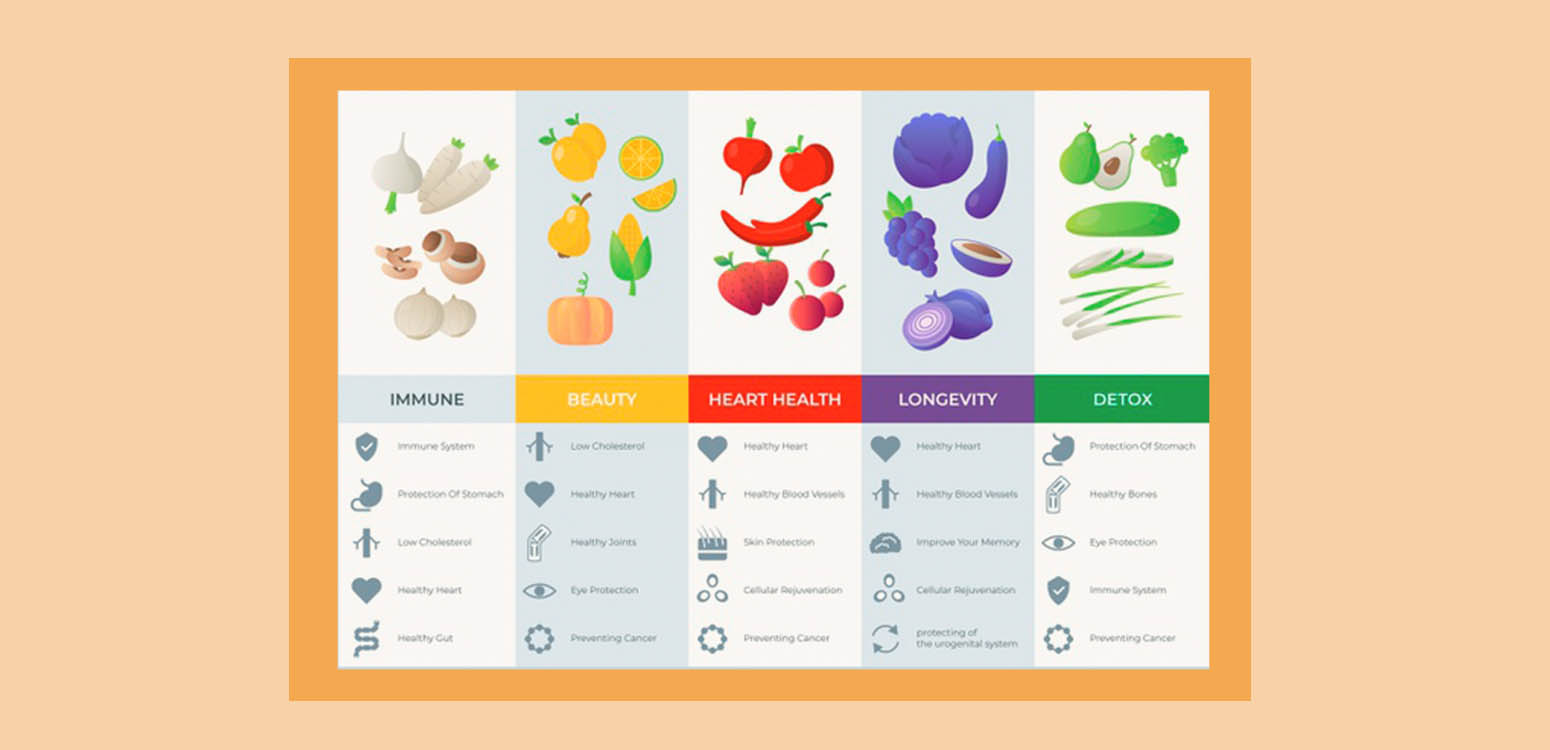 IMMUNE
BEAUTY
HEART HEALTH
LONGEVITY
DETOX
Immune System
Protection Of Stomach
Low Cholesterol
Healthy Heart
Healthy Gut
Low Cholesterol
Healthy Heart
Healthy Joints
Eye Protection
Preventing Cancer
Healthy Heart
Healthy Blood Vessels
Skin Protection
Cellular Rejuvenation
Preventing Cancer
Healthy Heart
Healthy Blood Vessels
Improve Your Memory
Cellular Rejuvenation
protecting of
the urogenital system
Protection Of Stomach
Healthy Bones
Eye Protection
Immune System
Preventing Cancer